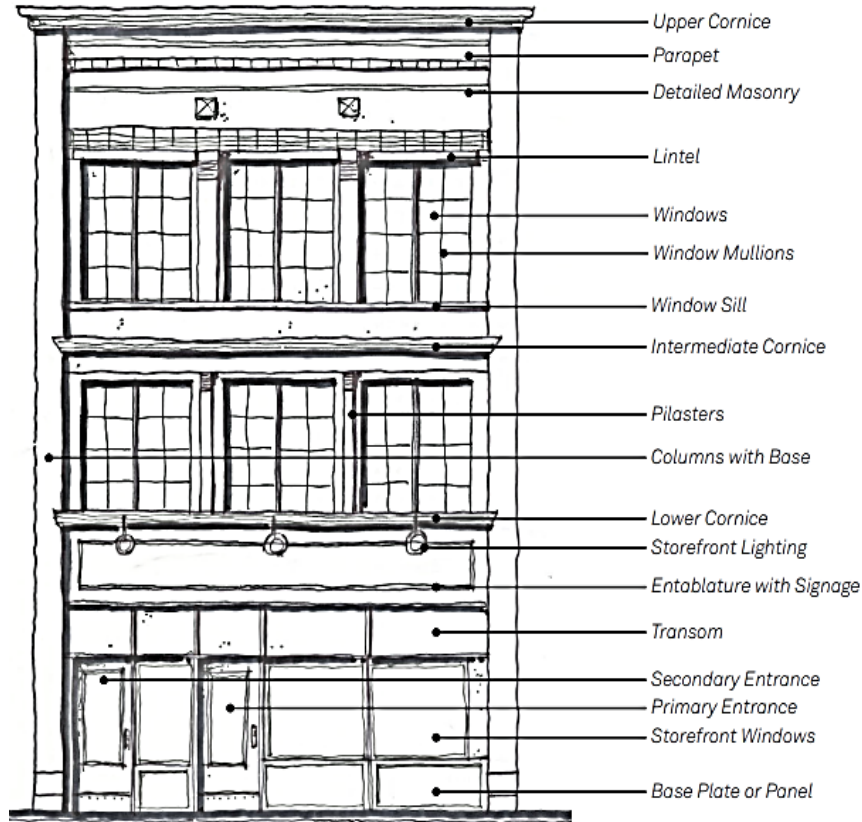 Upper Cornice
Parapet
Detailed Masonry
Lintel
Windows
Window Mullions
Window Sill
Intermediate Cornice
Pilasters
Columns with Base
Lower Cornice
Storefront Lighting
Entablature with Signage
Transom
Secondary Entrance
Primary Entrance
Storefront Windows
Base Plate or Panel